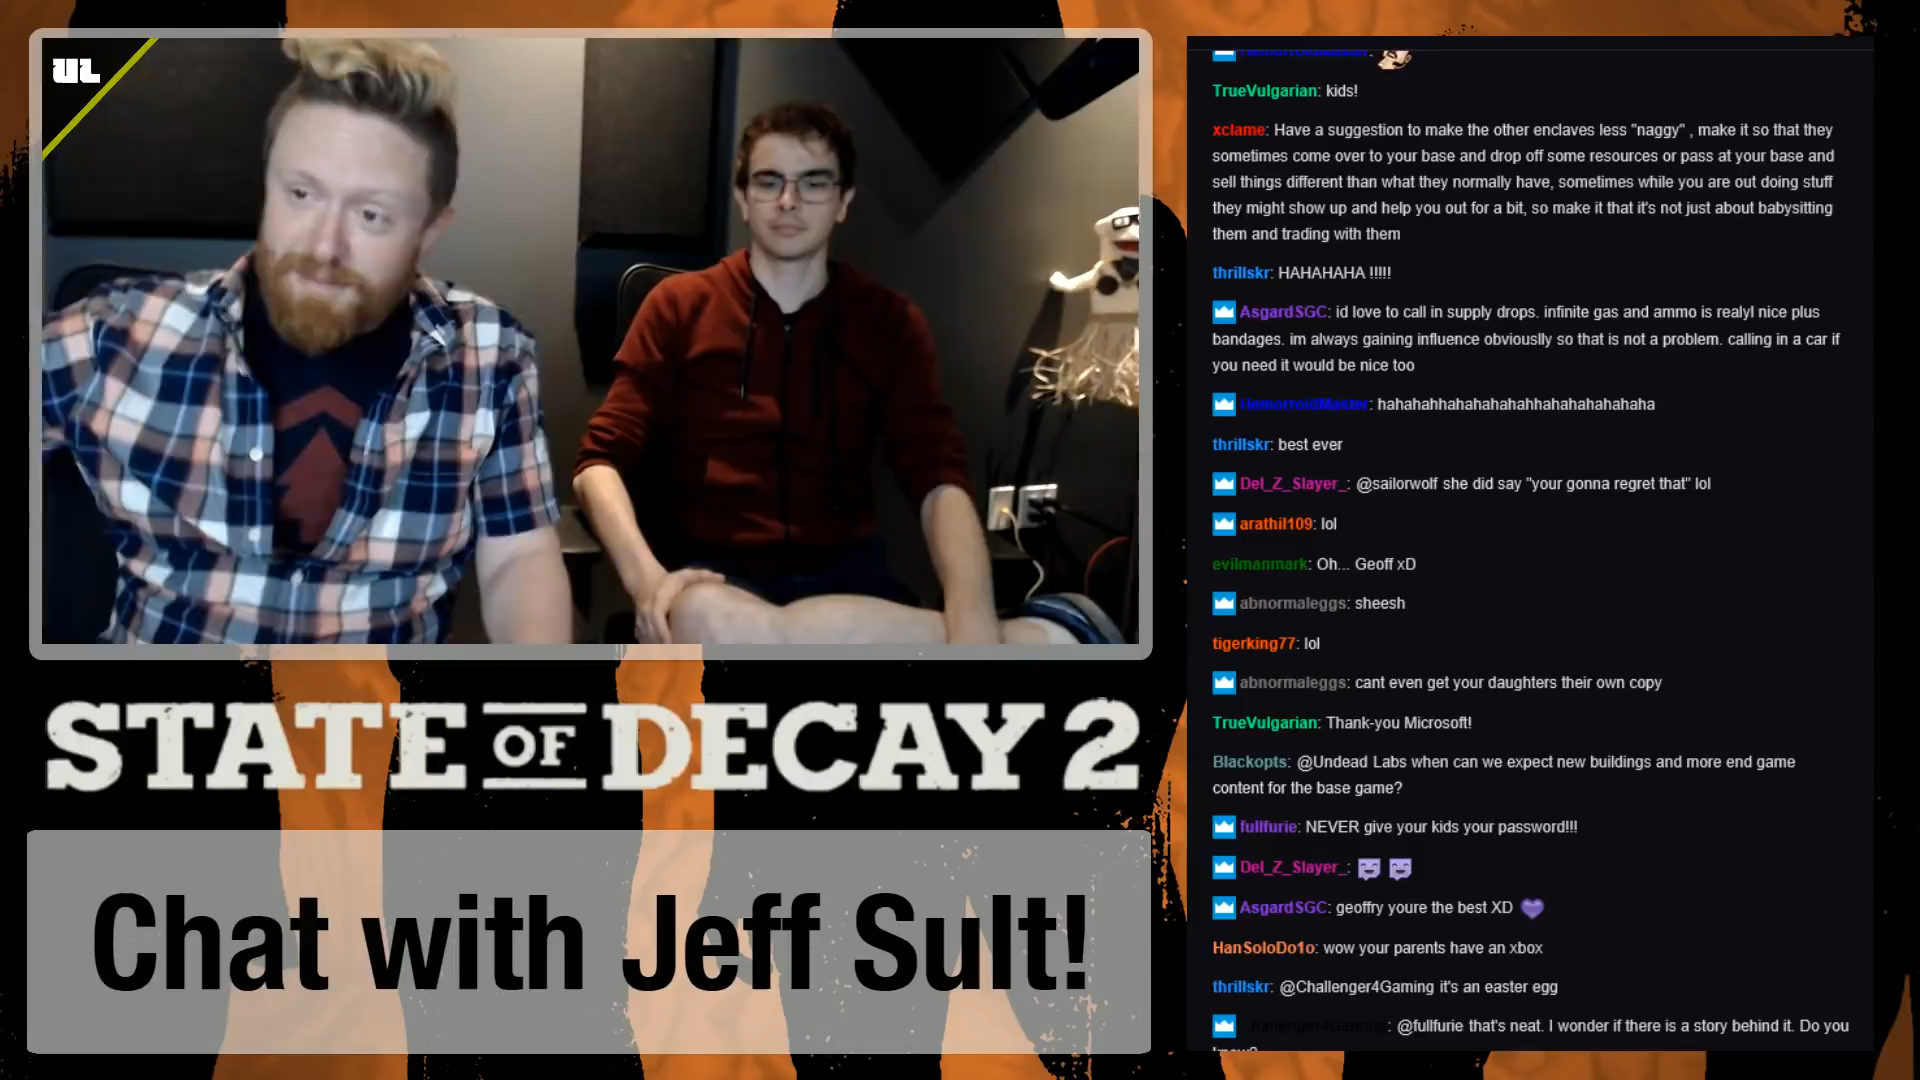 UL
STATE OF DECAY 2
Chat with Jeff Sult!
TrueVulgarian: kids!
xclame: Have a suggestion to make the other enclaves less "naggy" , make it so that they
sometimes come over to your base and drop off some resources or pass at your base and
sell things different than what they normally have, sometimes while you are out doing stuff
they might show up and help you out for a bit, so make it that it's not just about babysitting
them and trading with them
thrillskr: HAHAHAHA !!!!!
AsgardSGC: id love to call in supply drops. infinite gas and ammo is realyl nice plus
bandages. im always gaining influence obviouslly so that is not a problem. calling in a car if
you need it would be nice too
HemorroidMaster: hahahahhahahahahahhahahahahahaha
thrillskr: best ever
Del_Z_Slayer_: @sailorwolf she did say "your gonna regret that" lol
arathil109: lol
evilmanmark: Oh... Geoff xD
abnormaleggs: sheesh
tigerking77: lol
abnormaleggs: cant even get your daughters their own copy
TrueVulgarian: Thank-you Microsoft!
Blackopts: @Undead Labs when can we expect new buildings and more end game
content for the base game?
fullfurie: NEVER give your kids your password!!!
Del_Z_Slayer_:
AsgardSGC: geoffry youre the best XD
HanSoloDo1o: wow your parents have an xbox
thrillskr: @Challenger4Gaming it's an easter egg
: @fullfurie that's neat. I wonder if there is a story behind it. Do you